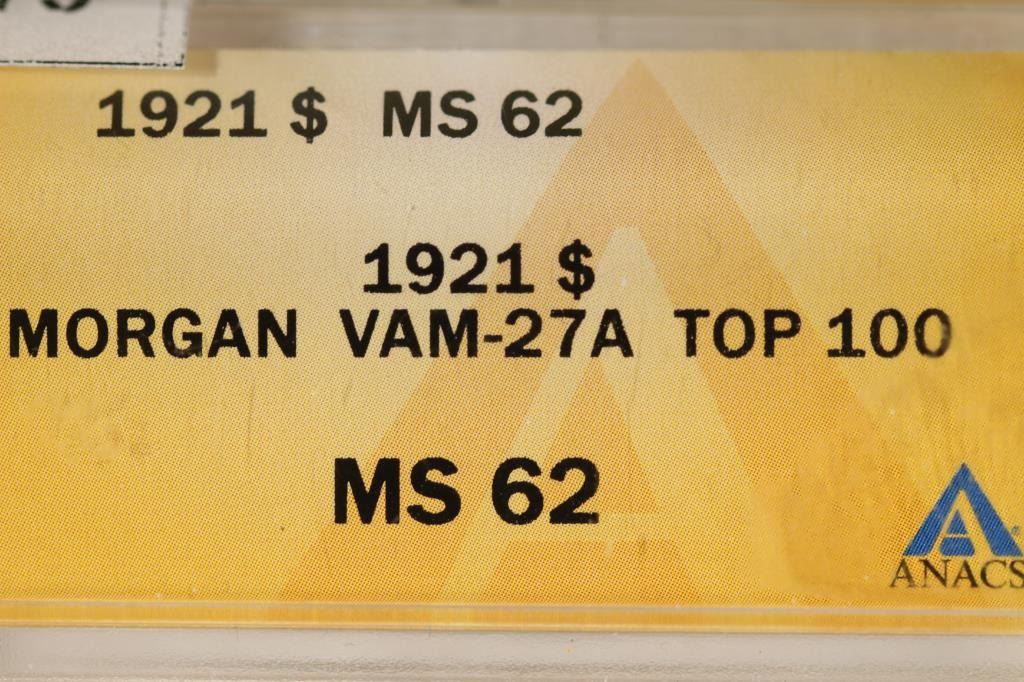 1921 $ MS 62
1921 $
MORGAN VAM-27A TOP 100
MS 62
ANACS